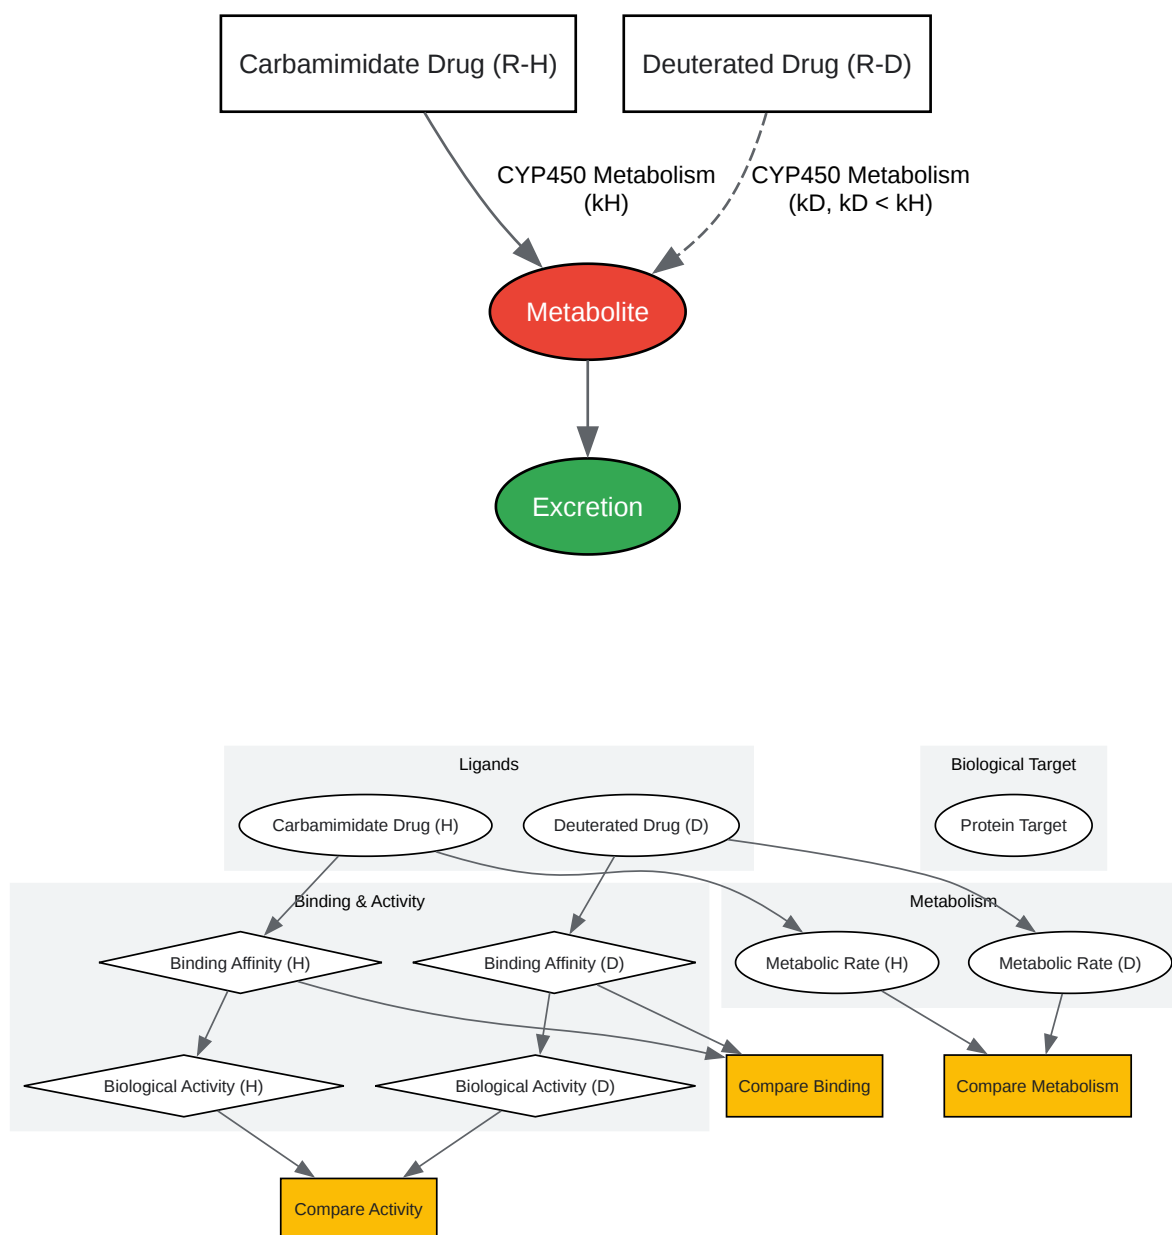 Carbamimidate Drug (R-H)
Deuterated Drug (R-D)
CYP450 Metabolism
(kH)
CYP450 Metabolism
(kD, kD < kH)
Metabolite
Excretion
Ligands
Biological Target
Carbamimidate Drug (H)
Deuterated Drug (D)
Protein Target
Binding & Activity
Metabolism
Binding Affinity (H)
Binding Affinity (D)
Metabolic Rate (H)
Metabolic Rate (D)
Biological Activity (H)
Biological Activity (D)
Compare Binding
Compare Metabolism
Compare Activity